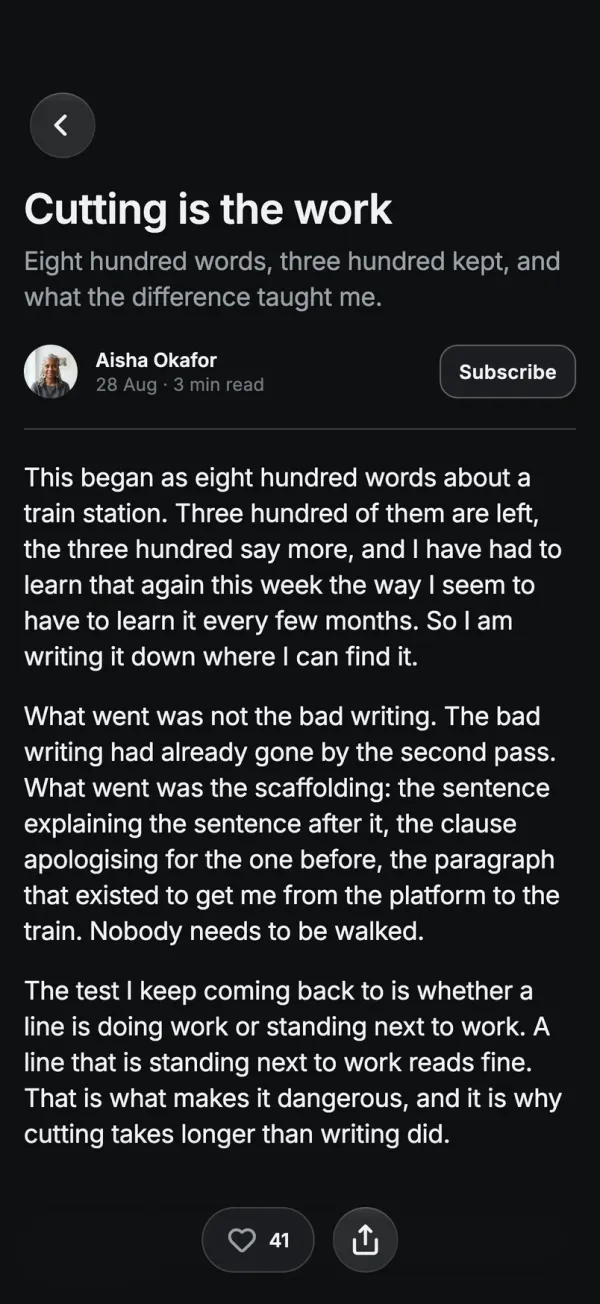 Cutting is the work
Eight hundred words, three hundred kept, and
what the difference taught me.
Aisha Okafor
28 Aug · 3 min read
Subscribe
This began as eight hundred words about a
train station. Three hundred of them are left,
the three hundred say more, and I have had to
learn that again this week the way I seem to
have to learn it every few months. So I am
writing it down where I can find it.
What went was not the bad writing. The bad
writing had already gone by the second pass.
What went was the scaffolding: the sentence
explaining the sentence after it, the clause
apologising for the one before, the paragraph
that existed to get me from the platform to the
train. Nobody needs to be walked.
The test I keep coming back to is whether a
line is doing work or standing next to work. A
line that is standing next to work reads fine.
That is what makes it dangerous, and it is why
cutting takes longer than writing did.
41